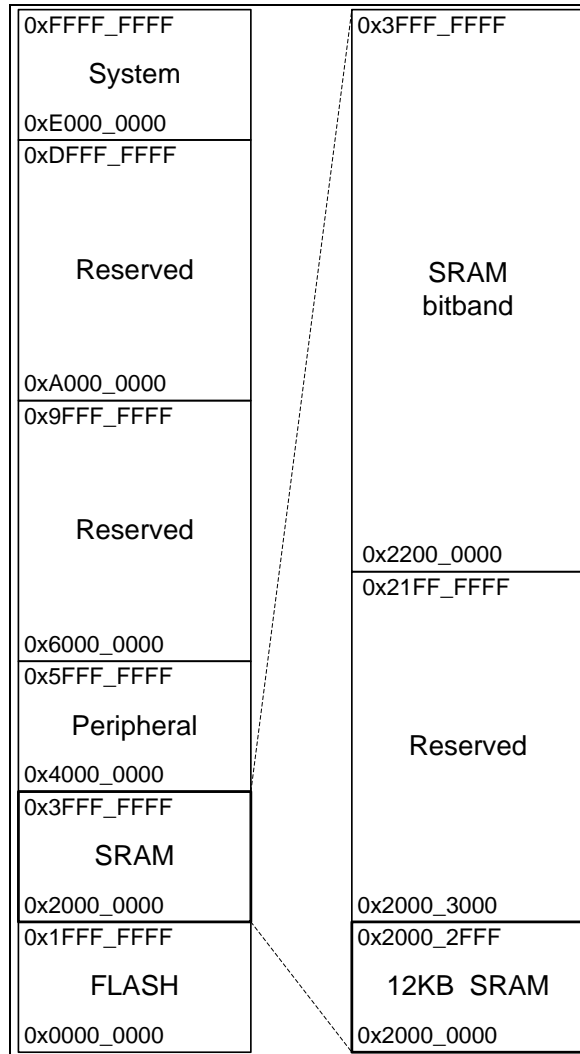 0xFFFF_FFFF
System
0xE000_0000
0xDFFF_FFFF
Reserved
0xA000_0000
0x9FFF_FFFF
Reserved
0x6000_0000
0x5FFF_FFFF
Peripheral
0x4000_0000
0x3FFF_FFFF
SRAM
0x2000_0000
0x1FFF_FFFF
FLASH
0x0000_0000
0x3FFF_FFFF
SRAM
bitband
0x2200_0000
0x21FF_FFFF
Reserved
0x2000_3000
0x2000_2FFF
12KB SRAM
0x2000_0000